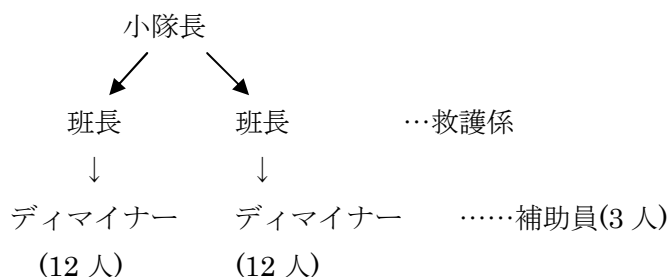 小隊長
班長 班長 …救護係
↓ ↓
ディマイナー ディマイナー ……補助員(3 人)
(12 人) (12 人)